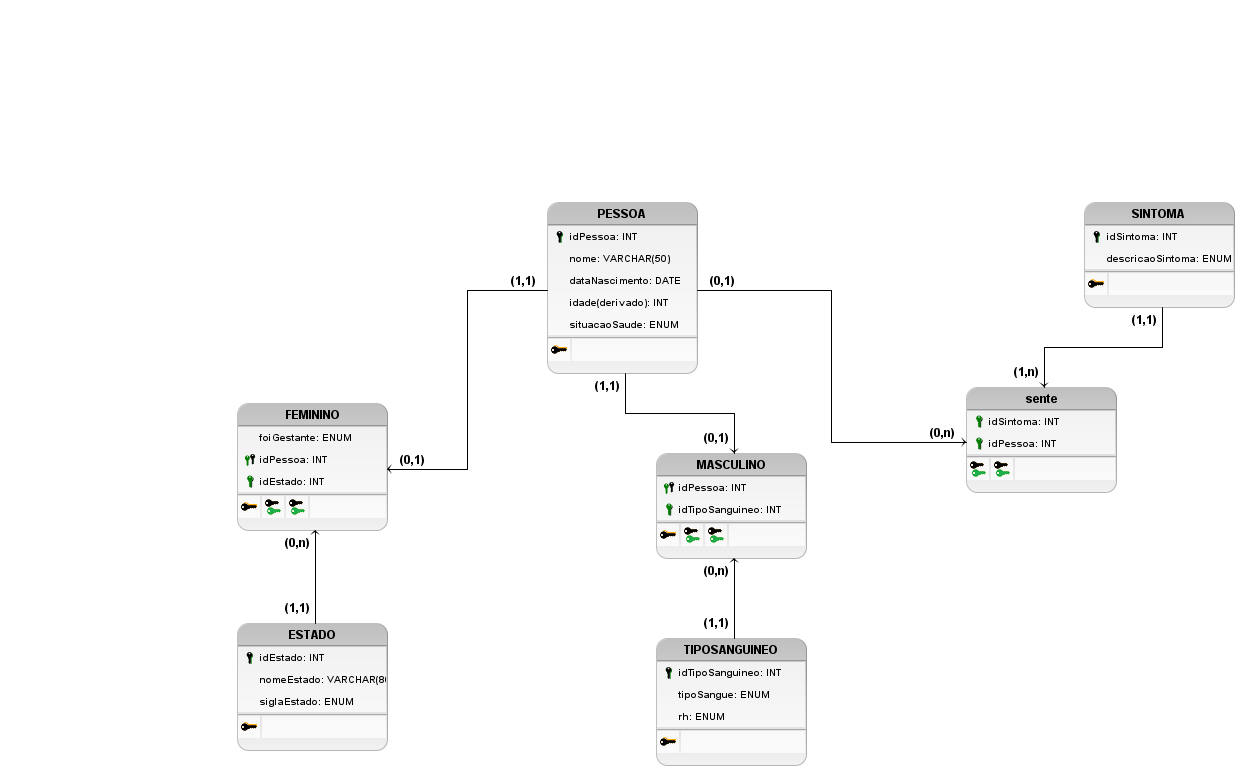 PESSOA
idPessoa: INT
nome: VARCHAR(50)
dataNascimento: DATE
idade(derivado): INT
situacaoSaude: ENUM
SINTOMA
idSintoma: INT
descricaoSintoma: ENUM
(1,1)
(0,1)
(1,1)
(1,1)
(1,n)
sente
idSintoma: INT
idPessoa: INT
(0,n)
(0,1)
FEMININO
foiGestante: ENUM
idPessoa: INT
idEstado: INT
(0,1)
MASCULINO
idPessoa: INT
idTipoSanguineo: INT
(0,n)
(1,1)
ESTADO
idEstado: INT
nomeEstado: VARCHAR(8
siglaEstado: ENUM
(0,n)
(1,1)
TIPOSANGUINEO
idTipoSanguineo: INT
tipoSangue: ENUM
rh: ENUM